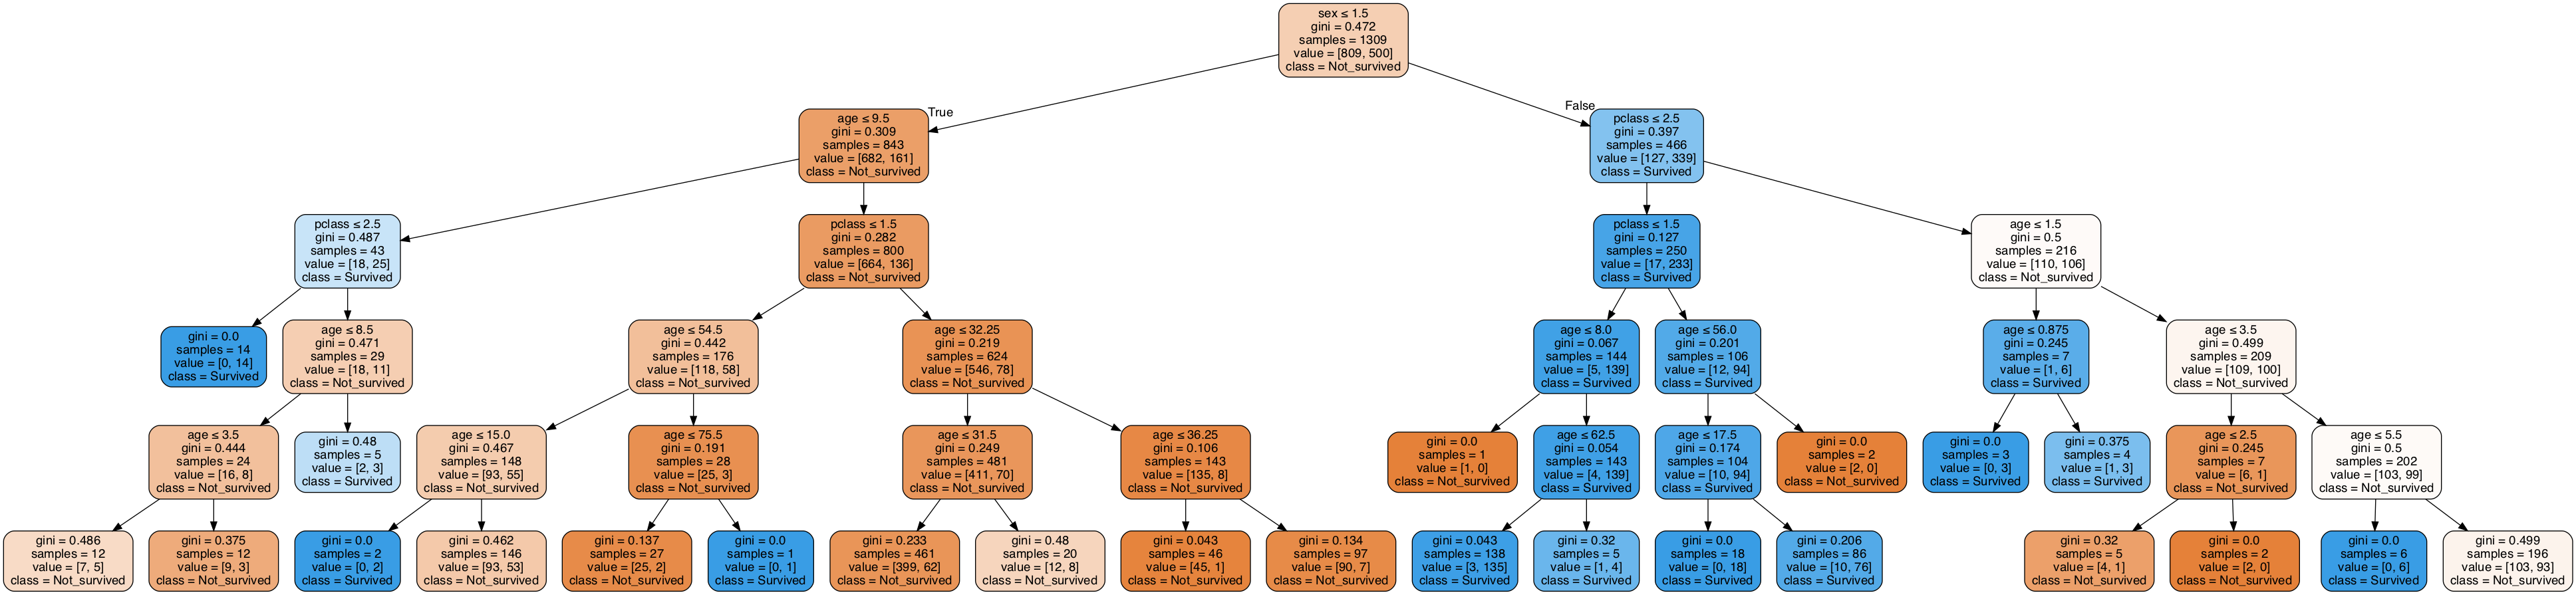 sex ≤ 1.5
gini = 0.472
samples = 1309
value = [809, 500]
class = Not_survived
True
False
age ≤ 9.5
gini = 0.309
samples = 843
value = [682, 161]
class = Not_survived
pclass ≤ 2.5
gini = 0.397
samples = 466
value = [127, 339]
class = Survived
pclass ≤ 2.5
gini = 0.487
samples = 43
value = [18, 25]
class = Survived
pclass ≤ 1.5
gini = 0.282
samples = 800
value = [664, 136]
class = Not_survived
pclass ≤ 1.5
gini = 0.127
samples = 250
value = [17, 233]
class = Survived
age ≤ 1.5
gini = 0.5
samples = 216
value = [110, 106]
class = Not_survived
gini = 0.0
samples = 14
value = [0, 14]
class = Survived
age ≤ 8.5
gini = 0.471
samples = 29
value = [18, 11]
class = Not_survived
age ≤ 54.5
gini = 0.442
samples = 176
value = [118, 58]
class = Not_survived
age ≤ 32.25
gini = 0.219
samples = 624
value = [546, 78]
class = Not_survived
age ≤ 8.0
gini = 0.067
samples = 144
value = [5, 139]
class = Survived
age ≤ 56.0
gini = 0.201
samples = 106
value = [12, 94]
class = Survived
age ≤ 0.875
gini = 0.245
samples = 7
value = [1, 6]
class = Survived
age ≤ 3.5
gini = 0.499
samples = 209
value = [109, 100]
class = Not_survived
age ≤ 3.5
gini = 0.444
samples = 24
value = [16, 8]
class = Not_survived
gini = 0.48
samples = 5
value = [2, 3]
class = Survived
age ≤ 15.0
gini = 0.467
samples = 148
value = [93, 55]
class = Not_survived
age ≤ 75.5
gini = 0.191
samples = 28
value = [25, 3]
class = Not_survived
age ≤ 31.5
gini = 0.249
samples = 481
value = [411, 70]
class = Not_survived
age ≤ 36.25
gini = 0.106
samples = 143
value = [135, 8]
class = Not_survived
gini = 0.0
samples = 1
value = [1, 0]
class = Not_survived
age ≤ 62.5
gini = 0.054
samples = 143
value = [4, 139]
class = Survived
age ≤ 17.5
gini = 0.174
samples = 104
value = [10, 94]
class = Survived
gini = 0.0
samples = 2
value = [2, 0]
class = Not_survived
gini = 0.0
samples = 3
value = [0, 3]
class = Survived
gini = 0.375
samples = 4
value = [1, 3]
class = Survived
age ≤ 2.5
gini = 0.245
samples = 7
value = [6, 1]
class = Not_survived
age ≤ 5.5
gini = 0.5
samples = 202
value = [103, 99]
class = Not_survived
gini = 0.486
samples = 12
value = [7, 5]
class = Not_survived
gini = 0.375
samples = 12
value = [9, 3]
class = Not_survived
gini = 0.0
samples = 2
value = [0, 2]
class = Survived
gini = 0.462
samples = 146
value = [93, 53]
class = Not_survived
gini = 0.137
samples = 27
value = [25, 2]
class = Not_survived
gini = 0.0
samples = 1
value = [0, 1]
class = Survived
gini = 0.233
samples = 461
value = [399, 62]
class = Not_survived
gini = 0.48
samples = 20
value = [12, 8]
class = Not_survived
gini = 0.043
samples = 46
value = [45, 1]
class = Not_survived
gini = 0.134
samples = 97
value = [90, 7]
class = Not_survived
gini = 0.043
samples = 138
value = [3, 135]
class = Survived
gini = 0.32
samples = 5
value = [1, 4]
class = Survived
gini = 0.0
samples = 18
value = [0, 18]
class = Survived
gini = 0.206
samples = 86
value = [10, 76]
class = Survived
gini = 0.32
samples = 5
value = [4, 1]
class = Not_survived
gini = 0.0
samples = 2
value = [2, 0]
class = Not_survived
gini = 0.0
samples = 6
value = [0, 6]
class = Survived
gini = 0.499
samples = 196
value = [103, 93]
class = Not_survived